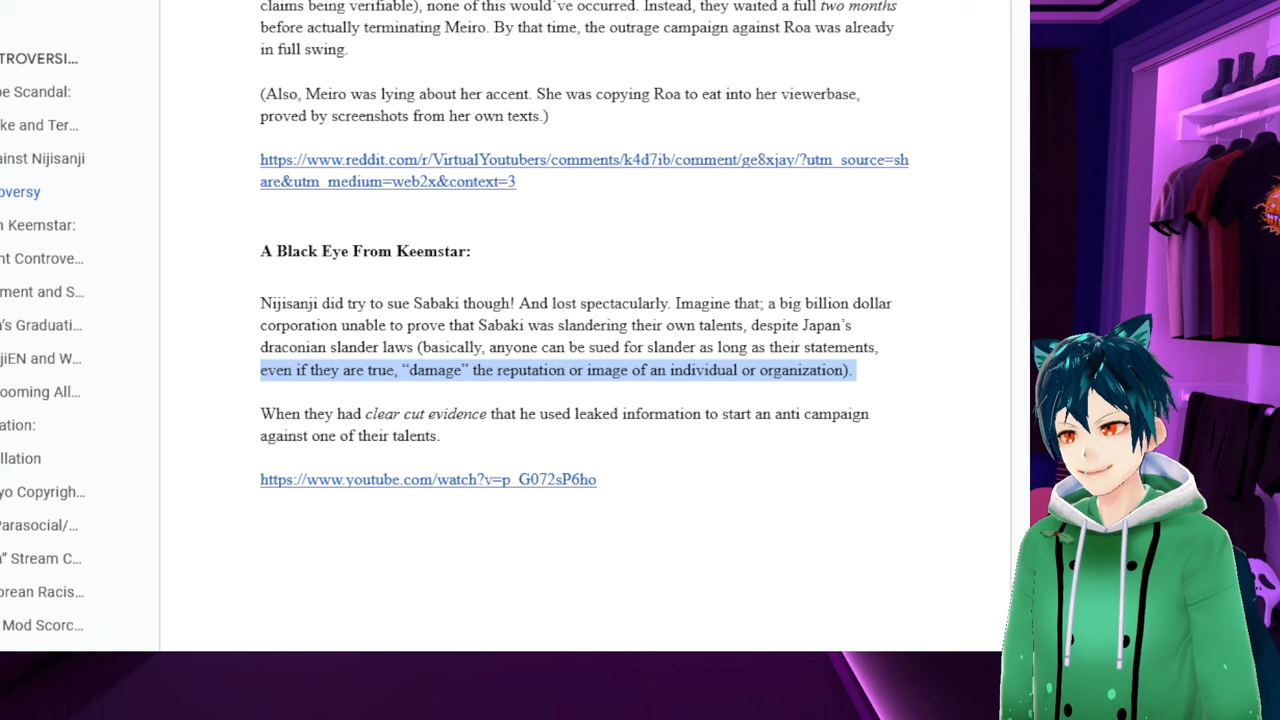 claims being verifiable), none of this would've occurred. Instead, they waited a full two months
before actually terminating Meiro. By that time, the outrage campaign against Roa was already
in full swing.
(Also, Meiro was lying about her accent. She was copying Roa to eat into her viewerbase,
proved by screenshots from her own texts.)
https://www.reddit.com/r/VirtualYoutubers/comments/k4d7ib/comment/ge8xjay/?utm_source=sh
are&utm_medium=web2x&context=3
A Black Eye From Keemstar:
Nijisanji did try to sue Sabaki though! And lost spectacularly. Imagine that; a big billion dollar
corporation unable to prove that Sabaki was slandering their own talents, despite Japan's
draconian slander laws (basically, anyone can be sued for slander as long as their statements,
even if they are true, “damage” the reputation or image of an individual or organization).
When they had clear cut evidence that he used leaked information to start an anti campaign
against one of their talents.
https://www.youtube.com/watch?v=p_G072sP6ho
TROVERSI...
pe Scandal:
ke and Ter...
ainst Nijisanji
oversy
n Keemstar:
nt Controve...
ment and S...
a's Graduati...
jiEN and W...
ooming All...
ation:
llation
yo Copyrigh...
Parasocial/...
" Stream C...
orean Racis...
Mod Scorc...